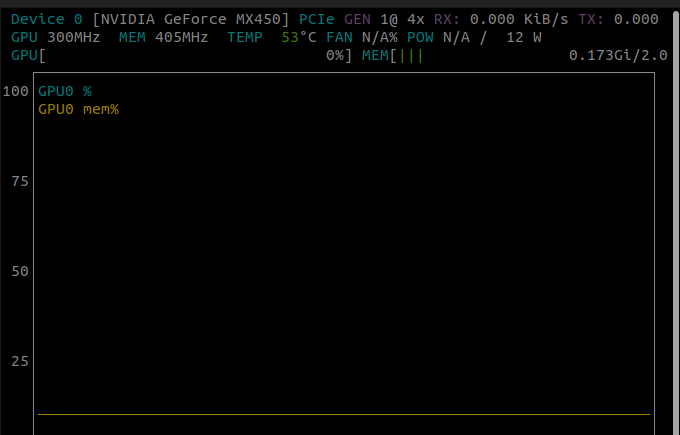 Device 0 [NVIDIA GeForce MX450] PCIe GEN 1@ 4x RX: 0.000 KiB/s TX: 0.000
GPU 300MHz MEM 405MHz TEMP 53°C FAN N/A% POW N/A / 12 W
GPU[ 0%] MEM[||| 0.173Gi/2.0
100
GPU0 %
GPU0 mem%
75
50
25